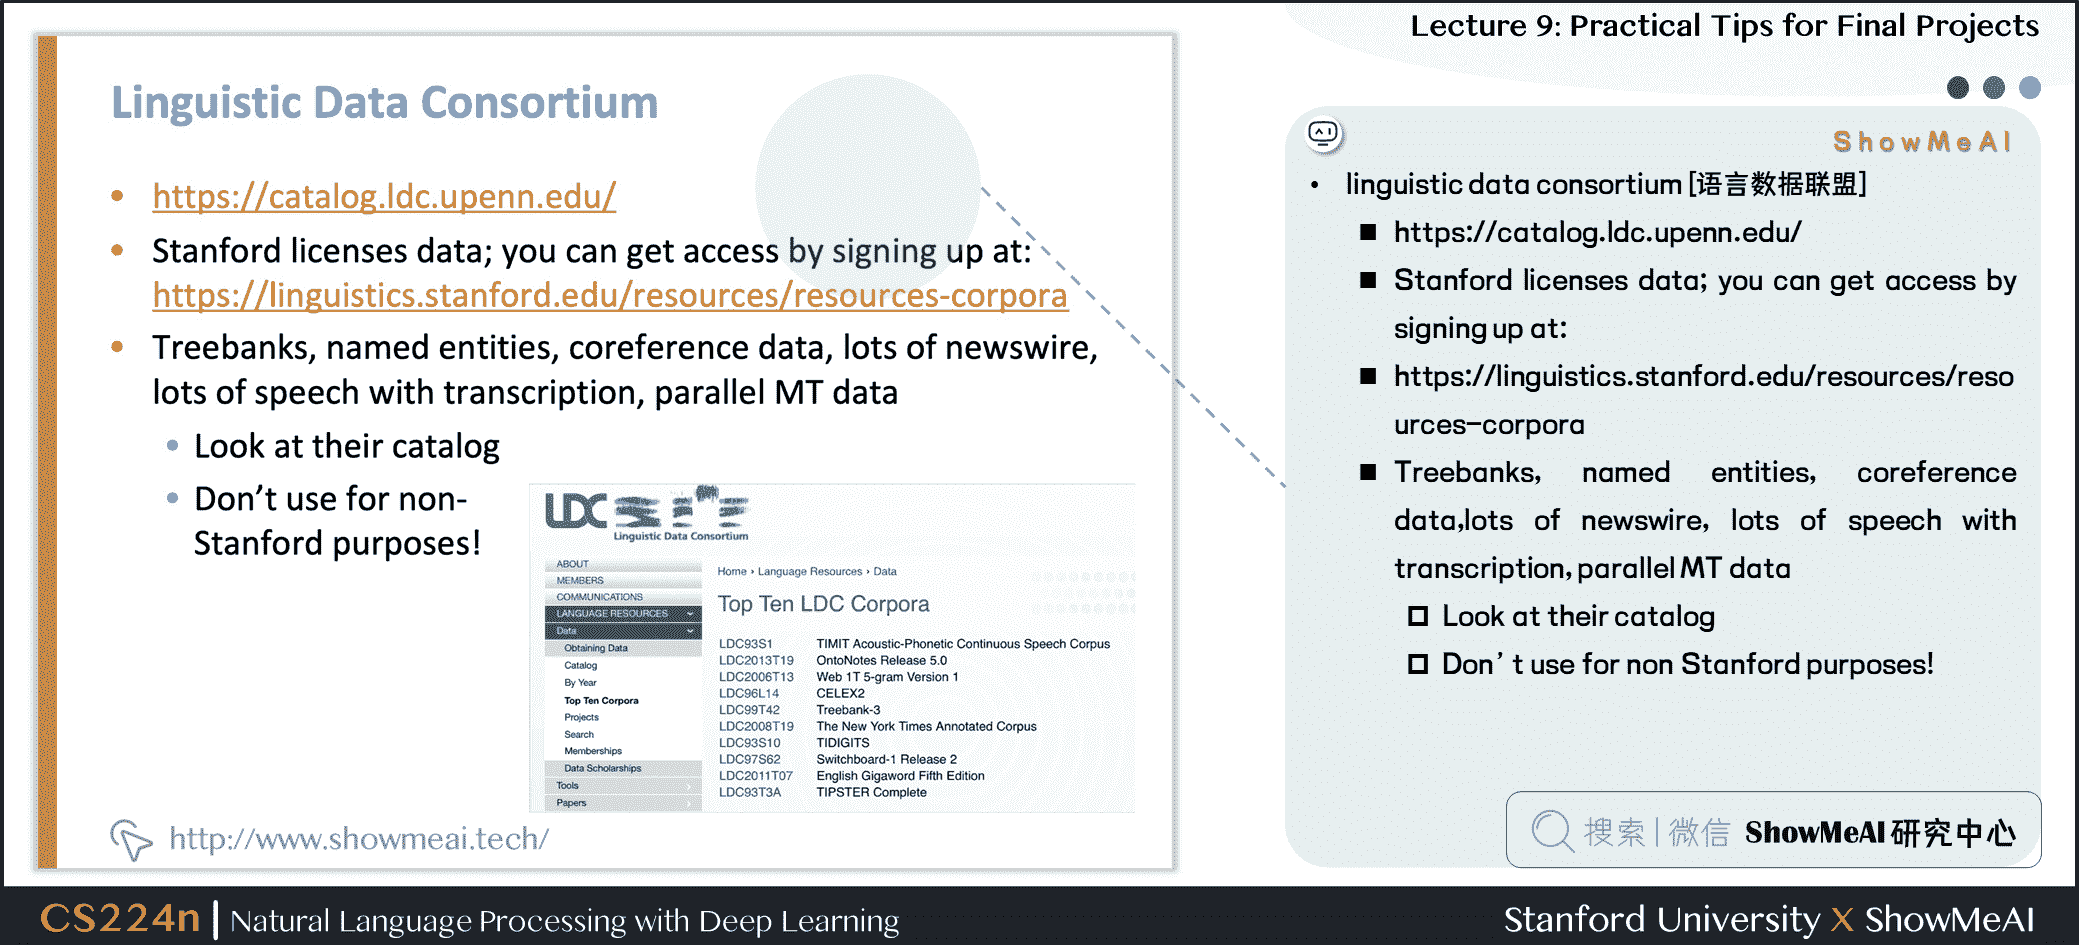 Lecture 9: Practical Tips for Final Projects
Linguistic Data Consortium
• https://catalog.ldc.upenn.edu/
• Stanford licenses data; you can get access by signing up at:
https://linguistics.stanford.edu/resources/resources-corpora
• Treebanks, named entities, coreference data, lots of newswire,
lots of speech with transcription, parallel MT data
• Look at their catalog
• Don’t use for non-
Stanford purposes!
LDC
Linguistic Data Consortium
ABOUT
MEMBERS
COMMUNICATIONS
LANGUAGE RESOURCES
Data
Obtaining Data
Catalog
By Year
Top Ten Corpora
Projects
Search
Memberships
Data Scholarships
Tools
Papers
Home › Language Resources › Data
Top Ten LDC Corpora
LDC93S1 TIMIT Acoustic-Phonetic Continuous Speech Corpus
LDC2013T19 OntoNotes Release 5.0
LDC2006T13 Web 1T 5-gram Version 1
LDC96L14 CELEX2
LDC99T42 Treebank-3
LDC2008T19 The New York Times Annotated Corpus
LDC93S10 TIDIGITS
LDC97S62 Switchboard-1 Release 2
LDC2011T07 English Gigaword Fifth Edition
LDC93T3A TIPSTER Complete
http://www.showmeai.tech/
ShowMeAI
• linguistic data consortium [语言数据联盟]
■ https://catalog.ldc.upenn.edu/
■ Stanford licenses data; you can get access by
signing up at:
■ https://linguistics.stanford.edu/resources/reso
urces-corpora
■ Treebanks, named entities, coreference
data,lots of newswire, lots of speech with
transcription, parallel MT data
□ Look at their catalog
□ Don’t use for non Stanford purposes!
搜索 | 微信 ShowMeAI 研究中心
CS224n | Natural Language Processing with Deep Learning
Stanford University X ShowMeAI